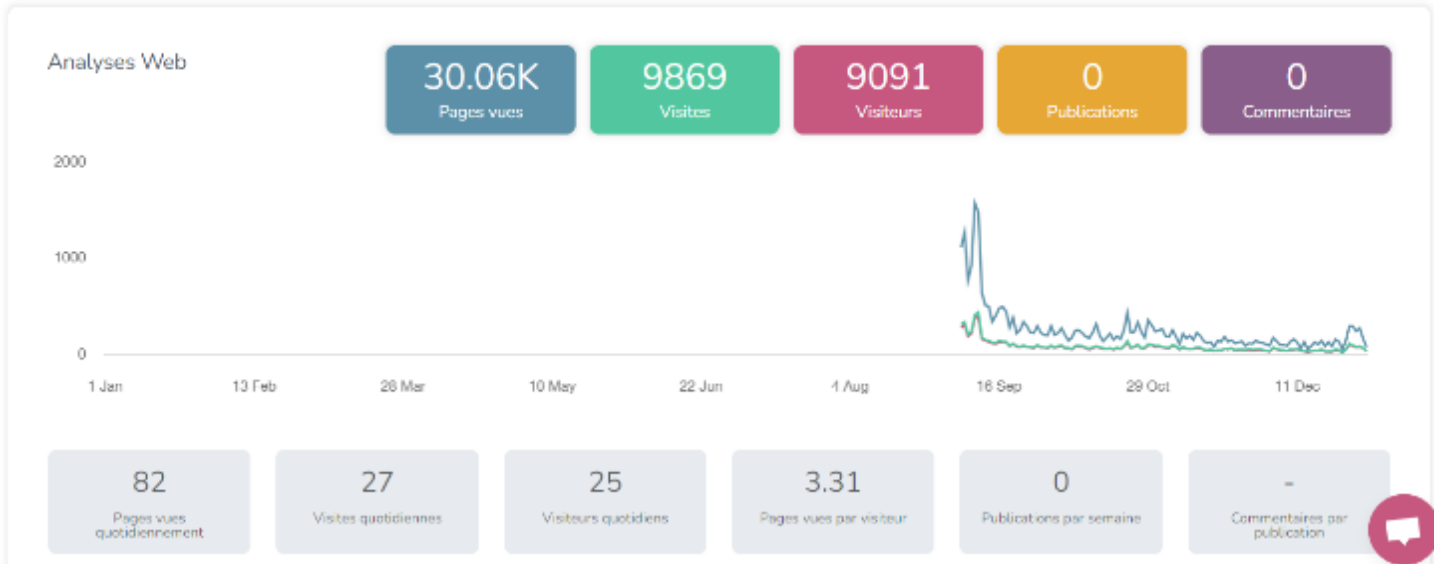 Analyses Web
30.06K
Pages vues
9869
Visites
9091
Visiteurs
0
Publications
0
Commentaires
2000
1000
0
1 Jan
13 Feb
28 Mar
10 May
22 Jun
4 Aug
16 Sep
29 Oct
11 Dec
82
Pages vues
quotidiennement
27
Visites quotidiennes
25
Visiteurs quotidiens
3.31
Pages vues par visiteur
0
Publications par semaine
-
Commentaires par
publication